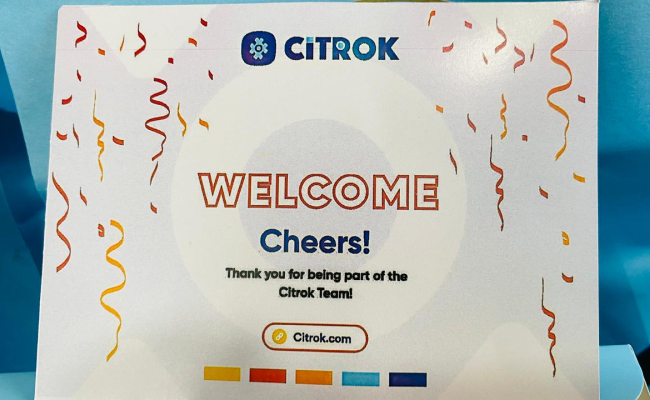 CiTROK
WELCOME
Cheers!
Thank you for being part of the
Citrok Team!
Citrok.com